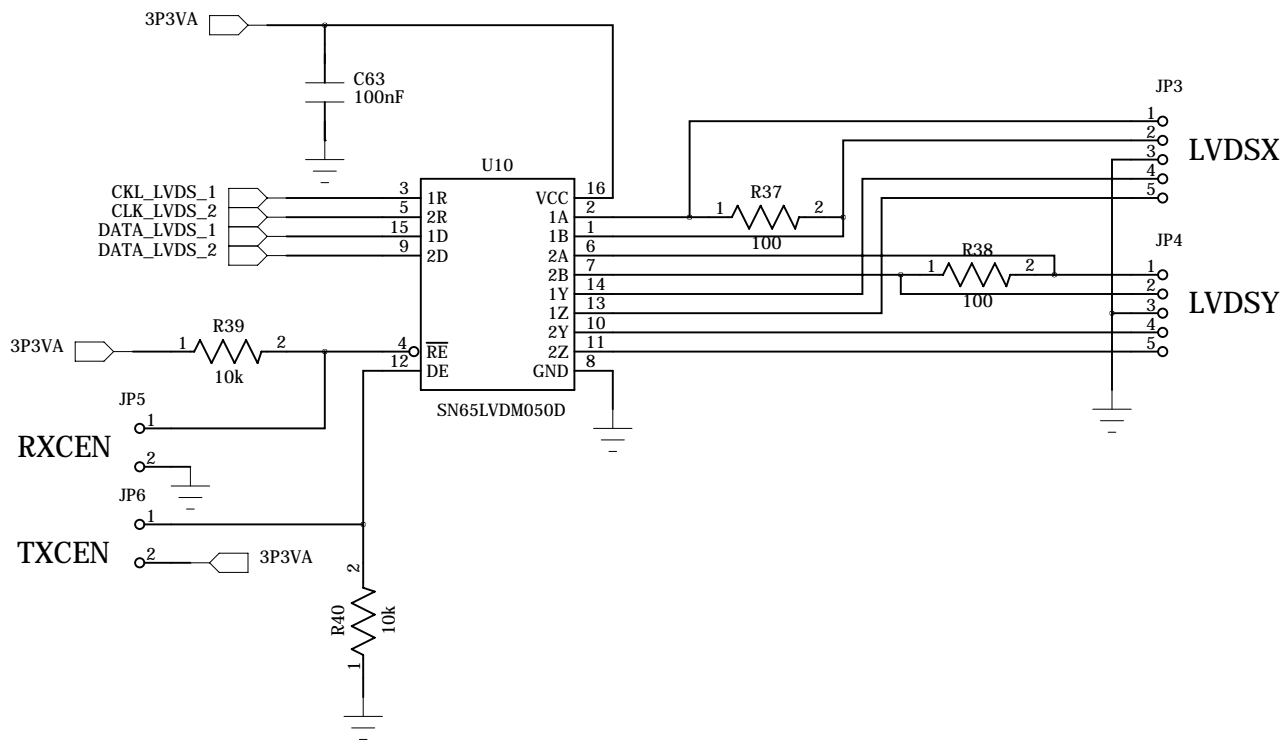 3P3VA
C63
100nF
JP3
1
2
3
4
5
LVDSX
U10
CKL_LVDS_1
CLK_LVDS_2
DATA_LVDS_1
DATA_LVDS_2
3 1R
5 2R
15 1D
9 2D
VCC 16
1A 2
1B 1
2A 6
2B 7
1Y 14
1Z 13
2Y 10
2Z 11
GND 8
4 RE
12 DE
SN65LVDM050D
R37
1 2
100
R38
1 2
100
JP4
1
2
3
4
5
LVDSY
3P3VA
R39
1 2
10k
JP5
1
RXCEN
2
JP6
1
TXCEN
2 3P3VA
2
R40
10k
1